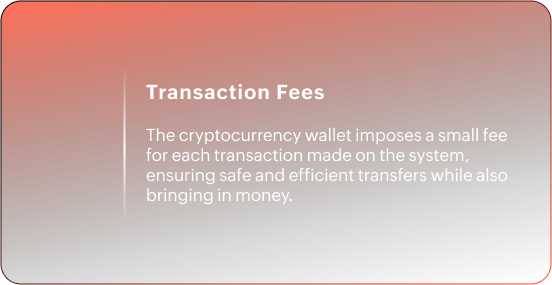 Transaction Fees
The cryptocurrency wallet imposes a small fee
for each transaction made on the system,
ensuring safe and efficient transfers while also
bringing in money.